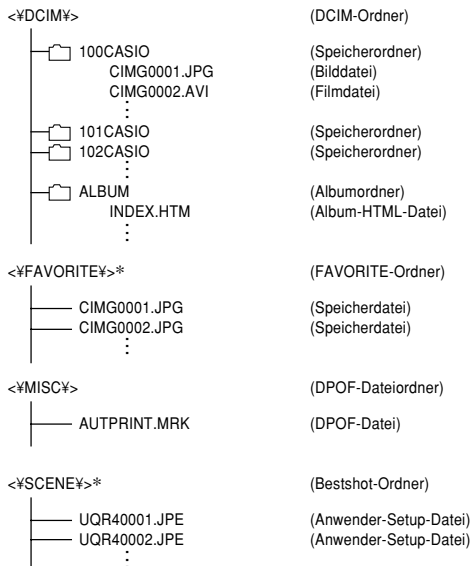 <¥DCIM¥> (DCIM-Ordner)
100CASIO (Speicherordner)
CIMG0001.JPG (Bilddatei)
CIMG0002.AVI (Filmdatei)
101CASIO (Speicherordner)
102CASIO (Speicherordner)
ALBUM (Albumordner)
INDEX.HTM (Album-HTML-Datei)
<¥FAVORITE¥>* (FAVORITE-Ordner)
CIMG0001.JPG (Speicherdatei)
CIMG0002.JPG (Speicherdatei)
<¥MISC¥> (DPOF-Dateiordner)
AUTPRINT.MRK (DPOF-Datei)
<¥SCENE¥>* (Bestshot-Ordner)
UQR40001.JPE (Anwender-Setup-Datei)
UQR40002.JPE (Anwender-Setup-Datei)